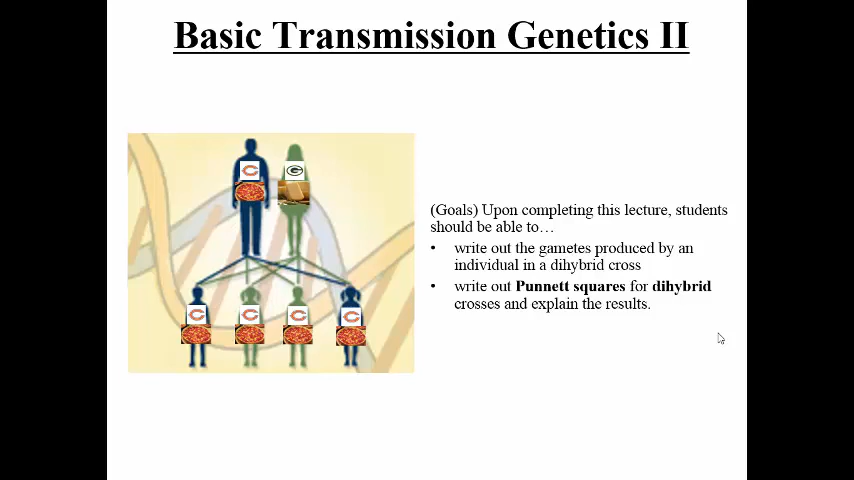 Basic Transmission Genetics II
(Goals) Upon completing this lecture, students
should be able to…
• write out the gametes produced by an
individual in a dihybrid cross
• write out Punnett squares for dihybrid
crosses and explain the results.
C
G
C
C
C
C